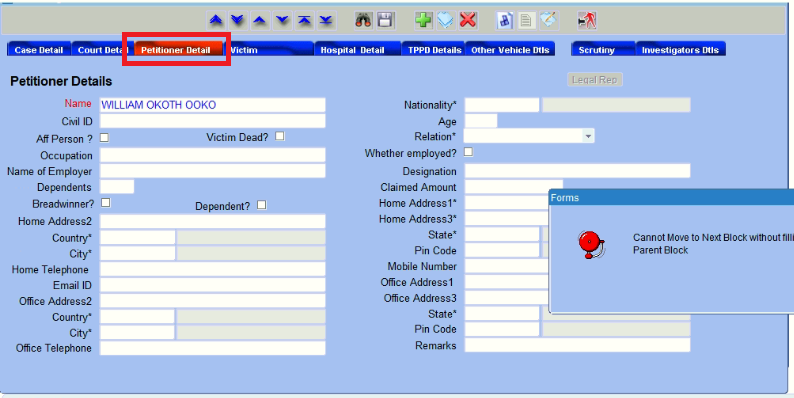 Case Detail Court Detail Petitioner Detail Victim Hospital Detail TPPD Details Other Vehicle Dtls Scrutiny Investigators Dtls
Petitioner Details
Legal Rep
Name WILLIAM OKOTH OOKO Nationality*
Civil ID Age
Aff Person ? Victim Dead? Relation*
Occupation Whether employed?
Name of Employer Designation
Dependents Claimed Amount
Breadwinner? Dependent? Home Address1*
Home Address2 Home Address3*
Country* State*
City* Pin Code
Home Telephone Mobile Number
Email ID Office Address1
Office Address2 Office Address3
Country* State*
City* Pin Code
Office Telephone Remarks
Forms
Cannot Move to Next Block without filli
Parent Block